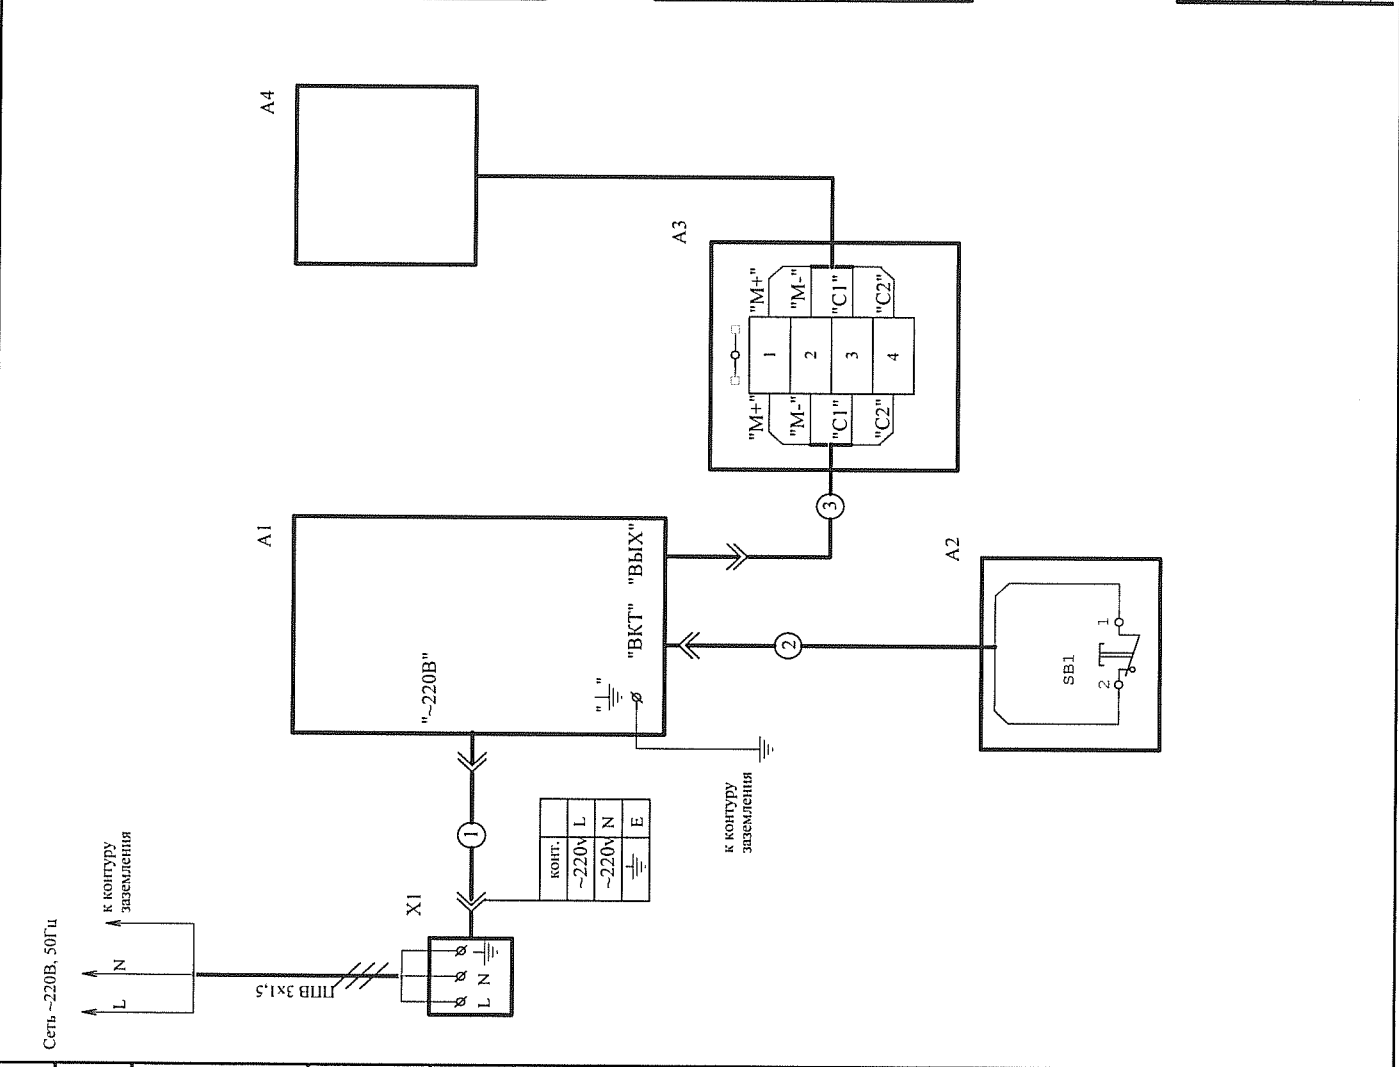 Сеть ~220В, 50Гц
L
N
к контуру
заземления
ППВ 3х1,5
X1
L
N
1
конт.
~220v
L
~220v
N
E
A1
"~220В"
"ВКТ"
"ВЫХ"
" "
к контуру
заземления
2
A2
SB1
2
1
3
A3
"М+"
"М-"
"С1"
"С2"
1
2
3
4
"М+"
"М-"
"С1"
"С2"
A4